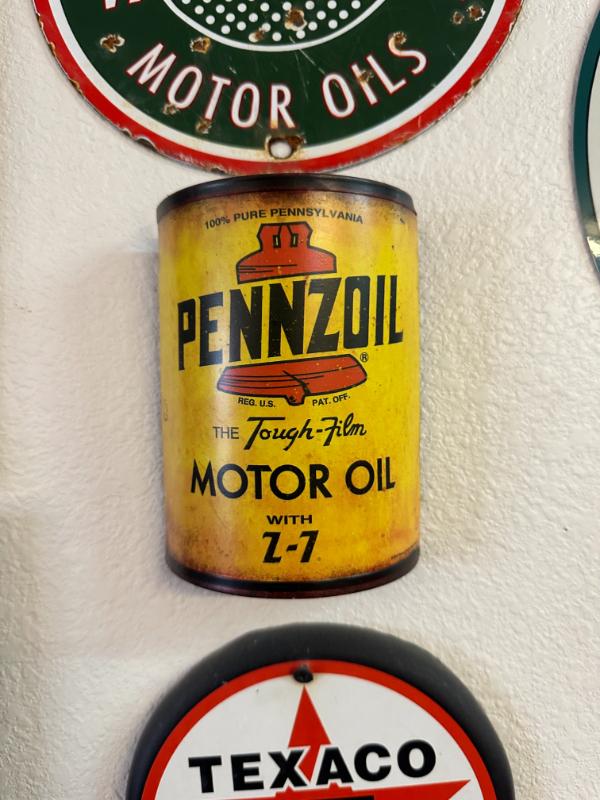 MOTOR OILS
100% PURE PENNSYLVANIA
PENNZOIL
®
REG. U.S. PAT. OFF.
THE Tough-Film
MOTOR OIL
WITH
Z-7
TEXACO